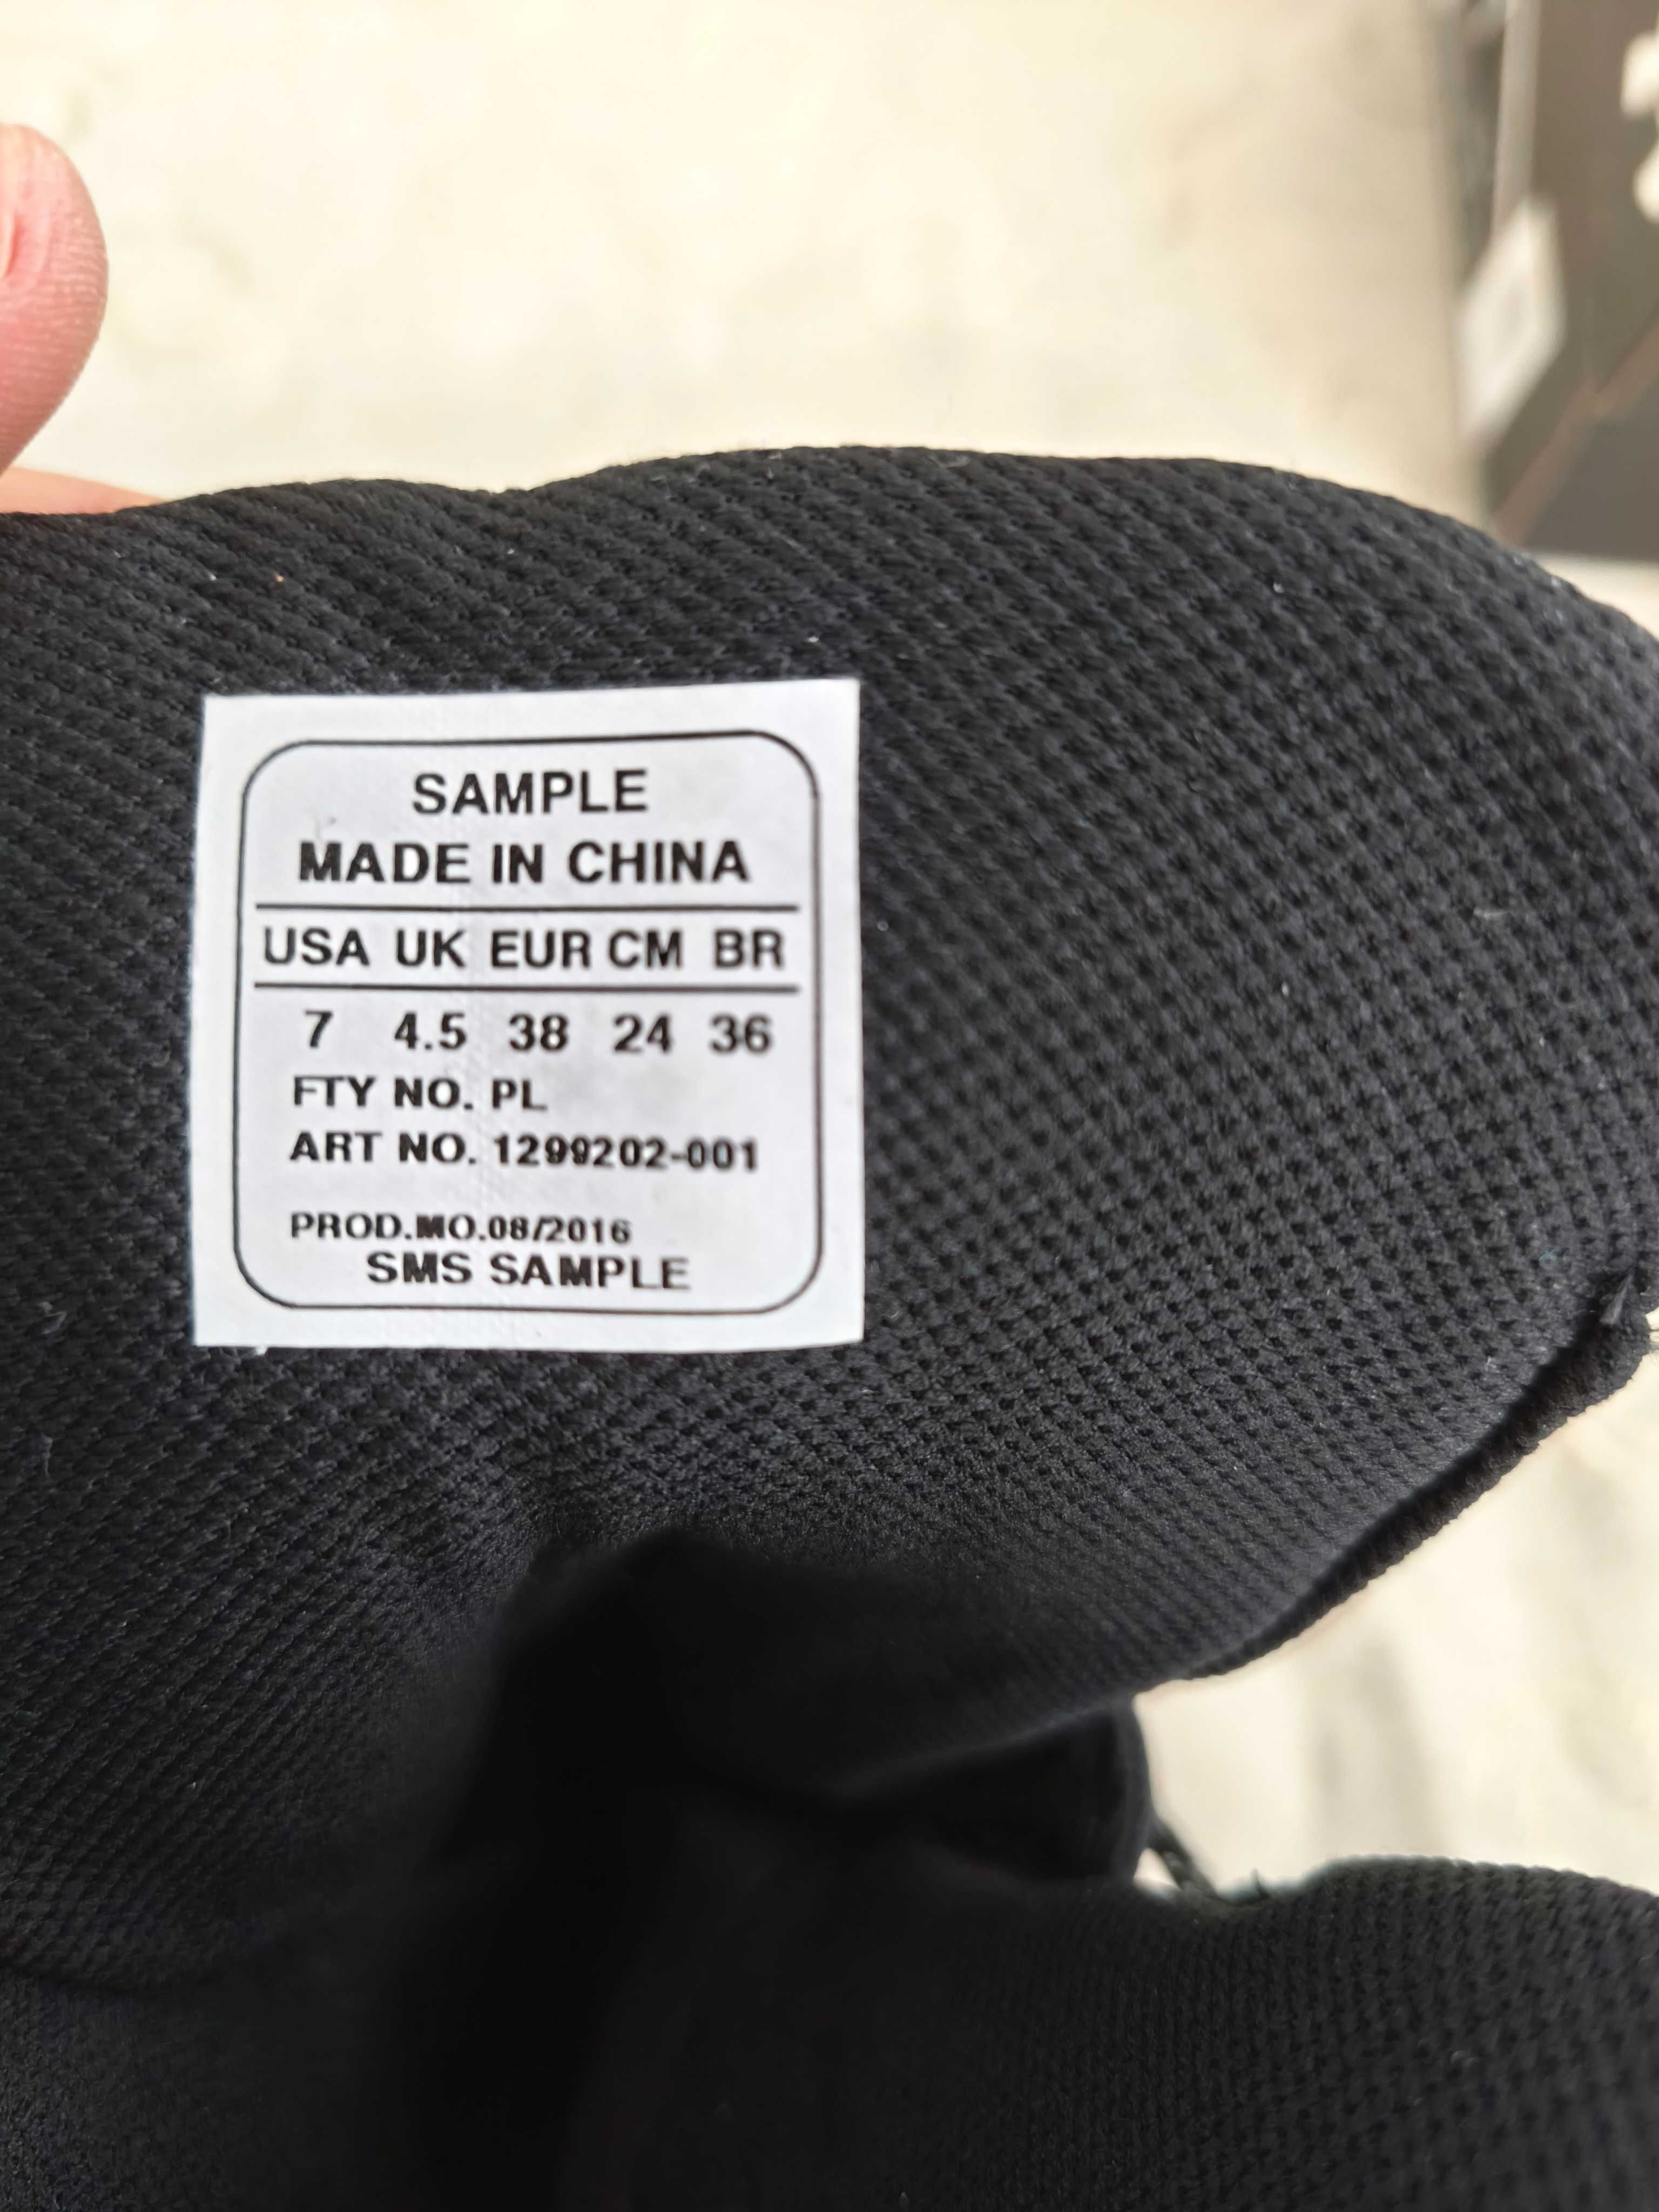 SAMPLE
MADE IN CHINA
USA UK EUR CM BR
7 4.5 38 24 36
FTY NO. PL
ART NO. 1299202-001
PROD.MO.08/2016
SMS SAMPLE